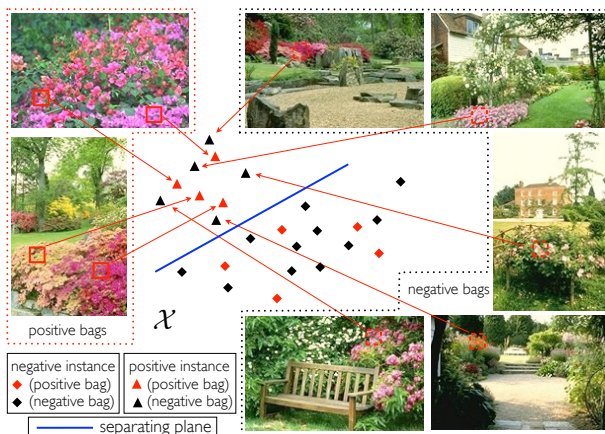 negative bags
positive bags
𝒳
negative instance
(positive bag)
(negative bag)
positive instance
(positive bag)
(negative bag)
separating plane